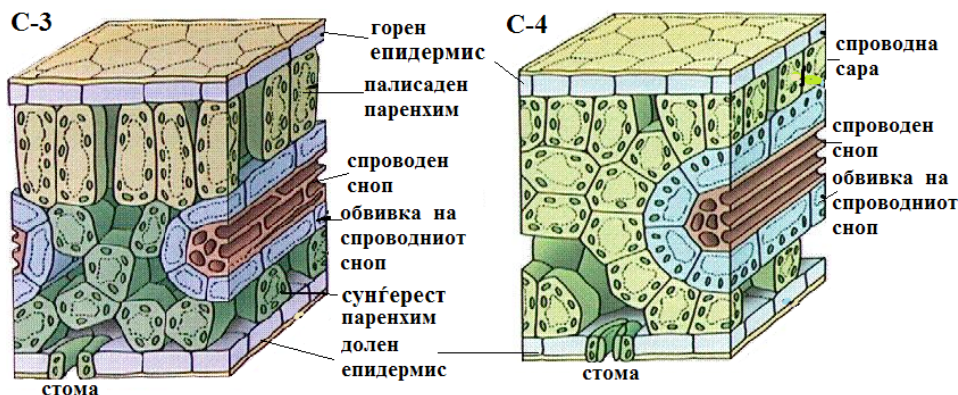 С-3
горен
епидермис
палисаден
паренхим
спроводен
сноп
обвивка на
спроводниот
сноп
сунѓерест
паренхим
долен
епидермис
стома
С-4
спроводна
сара
спроводен
сноп
обвивка на
спроводниот
сноп
стома